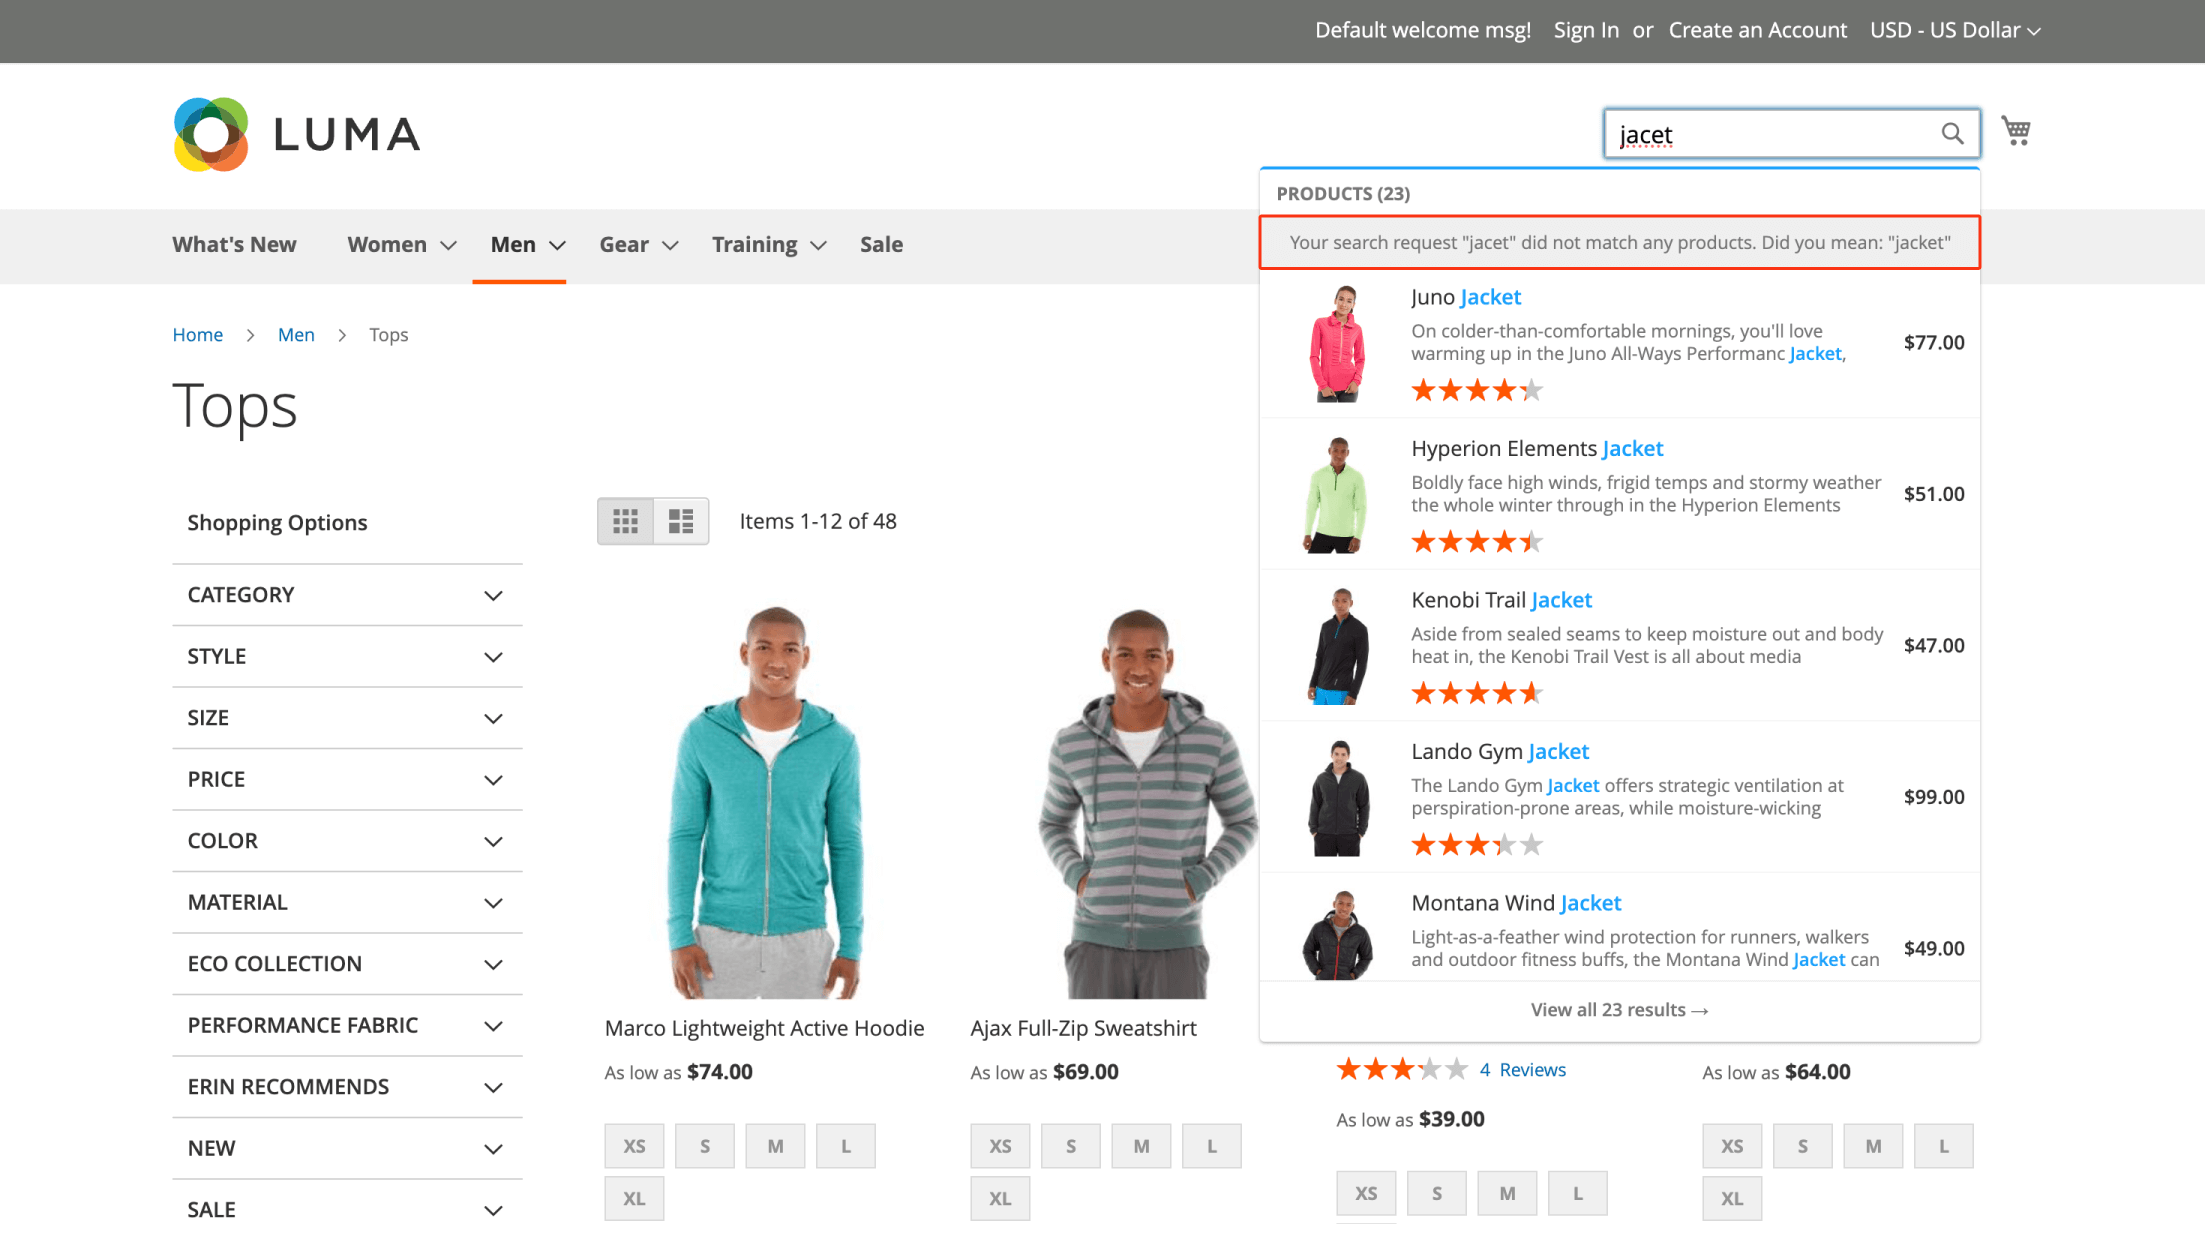 Default welcome msg! Sign In or Create an Account USD - US Dollar
LUMA
jacet
What's New Women Men Gear Training Sale
PRODUCTS (23)
Your search request "jacet" did not match any products. Did you mean: "jacket"
Juno Jacket
On colder-than-comfortable mornings, you'll love
warming up in the Juno All-Ways Performanc Jacket,
$77.00
Hyperion Elements Jacket
Boldly face high winds, frigid temps and stormy weather
the whole winter through in the Hyperion Elements
$51.00
Kenobi Trail Jacket
Aside from sealed seams to keep moisture out and body
heat in, the Kenobi Trail Vest is all about media
$47.00
Lando Gym Jacket
The Lando Gym Jacket offers strategic ventilation at
perspiration-prone areas, while moisture-wicking
$99.00
Montana Wind Jacket
Light-as-a-feather wind protection for runners, walkers
and outdoor fitness buffs, the Montana Wind Jacket can
$49.00
View all 23 results →
Home > Men > Tops
Tops
Shopping Options
CATEGORY
STYLE
SIZE
PRICE
COLOR
MATERIAL
ECO COLLECTION
PERFORMANCE FABRIC
ERIN RECOMMENDS
NEW
SALE
Items 1-12 of 48
Marco Lightweight Active Hoodie
As low as $74.00
XS S M L
XL
Ajax Full-Zip Sweatshirt
As low as $69.00
XS S M L
XL
4 Reviews
As low as $39.00
XS S M L
As low as $64.00
XS S M L
XL